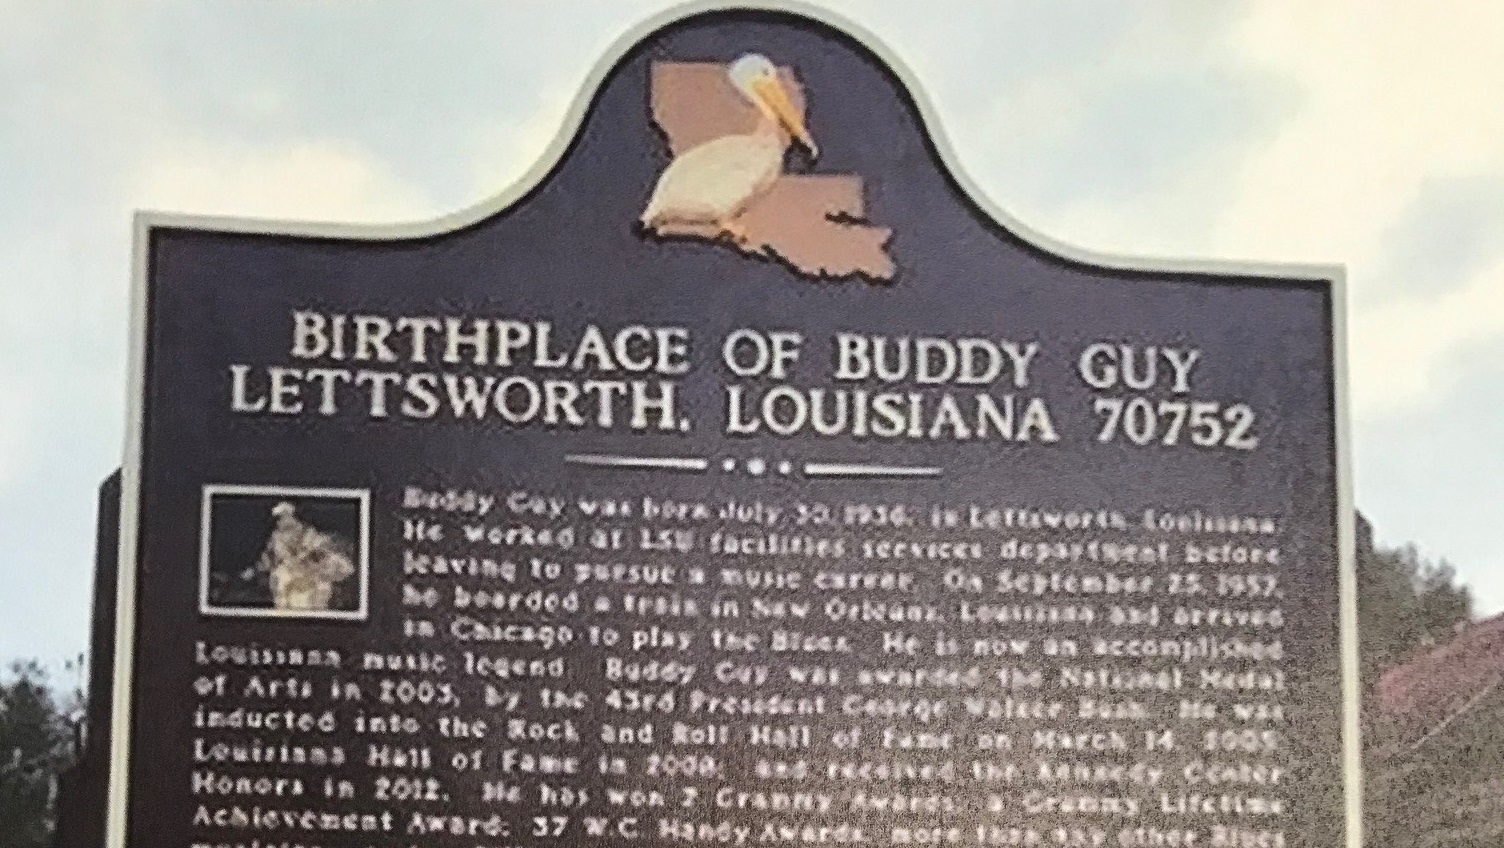 BIRTHPLACE OF BUDDY GUY
LETTSWORTH, LOUISIANA 70752
Buddy Guy was born July 30, 1936, in Lettsworth, Louisiana.
He worked at LSU facilities services department before
leaving to pursue a music career. On September 25, 1957,
he boarded a train in New Orleans, Louisiana and arrived
in Chicago to play the Blues. He is now an accomplished
Louisiana music legend. Buddy Guy was awarded the National Medal
of Arts in 2003, by the 43rd President George Walker Bush. He was
inducted into the Rock and Roll Hall of Fame on March 14, 2005,
Louisiana Hall of Fame in 2008, and received the Kennedy Center
Honors in 2012. He has won 7 Grammy Awards, a Grammy Lifetime
Achievement Award; 37 W.C. Handy Awards, more than any other Blues